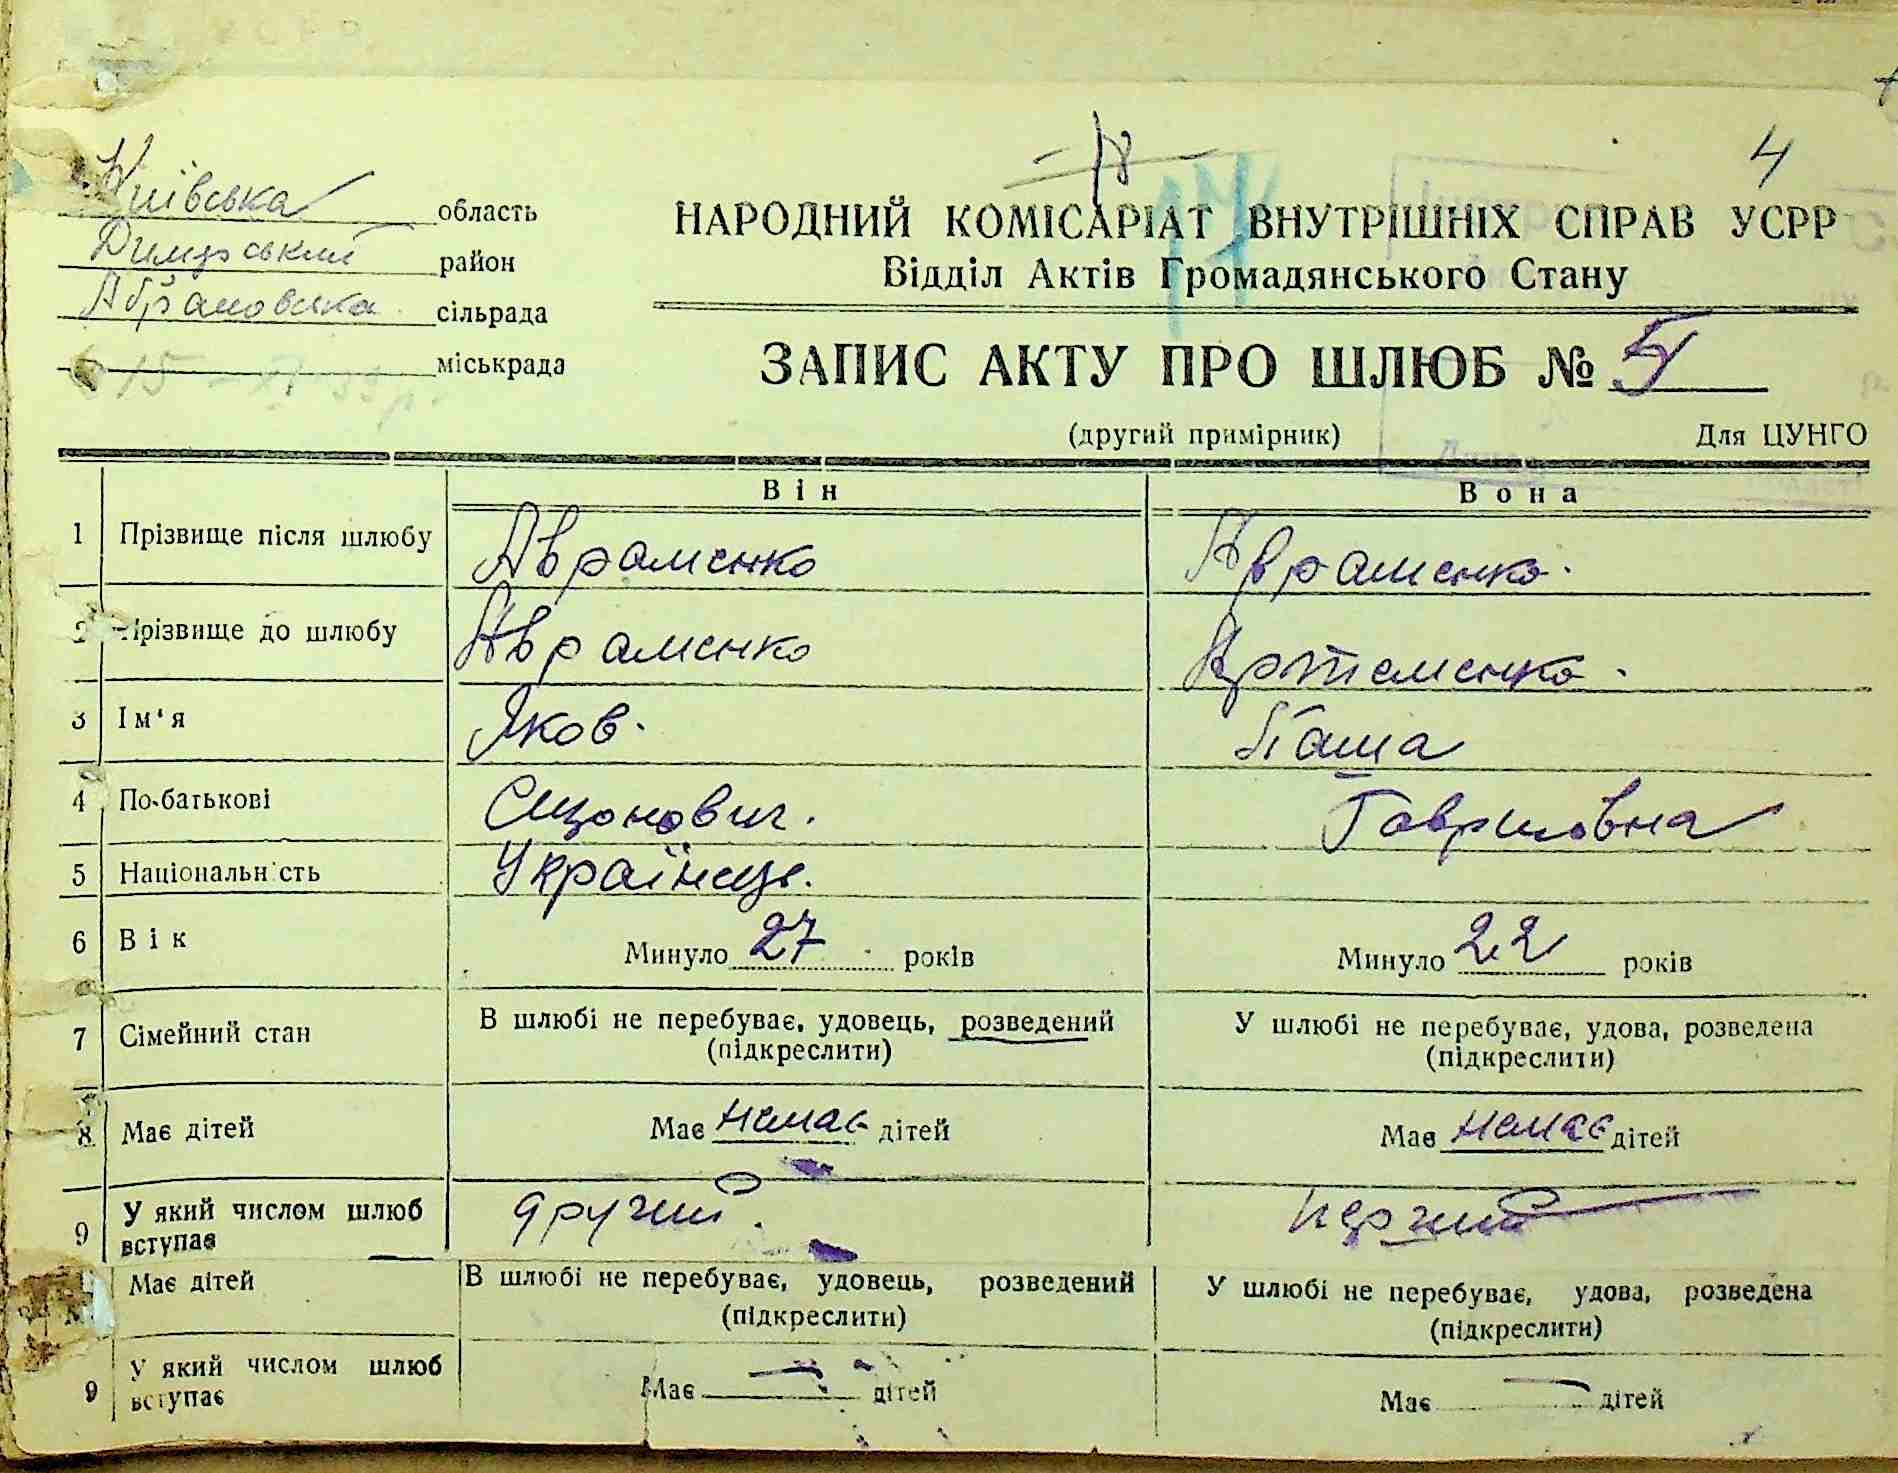 4
Київська область
Димерський район
Абрамовська сільрада
міськрада
15 - 39 р.
НАРОДНИЙ КОМІСАРІАТ ВНУТРІШНІХ СПРАВ УСРР
Відділ Актів Громадянського Стану
ЗАПИС АКТУ ПРО ШЛЮБ №
(другий примірник) Для ЦУНГО
Він Вона
1 Прізвище після шлюбу Авраменко Авраменко.
2 Прізвище до шлюбу Авраменко Артеменко.
3 Ім'я Яков. Паша
4 По-батькові Гавриловна
5 Національність Українець.
6 Вік Минуло 27 років Минуло 22 років
7 Сімейний стан В шлюбі не перебуває, удовець, розведений У шлюбі не перебуває, удова, розведена
(підкреслити) (підкреслити)
8 Має дітей Має немає дітей Має немає дітей
9 У який числом шлюб вступає другий. первий
Має дітей В шлюбі не перебуває, удовець, розведений У шлюбі не перебуває, удова, розведена
(підкреслити) (підкреслити)
9 У який числом шлюб вступає Має — дітей Має — дітей